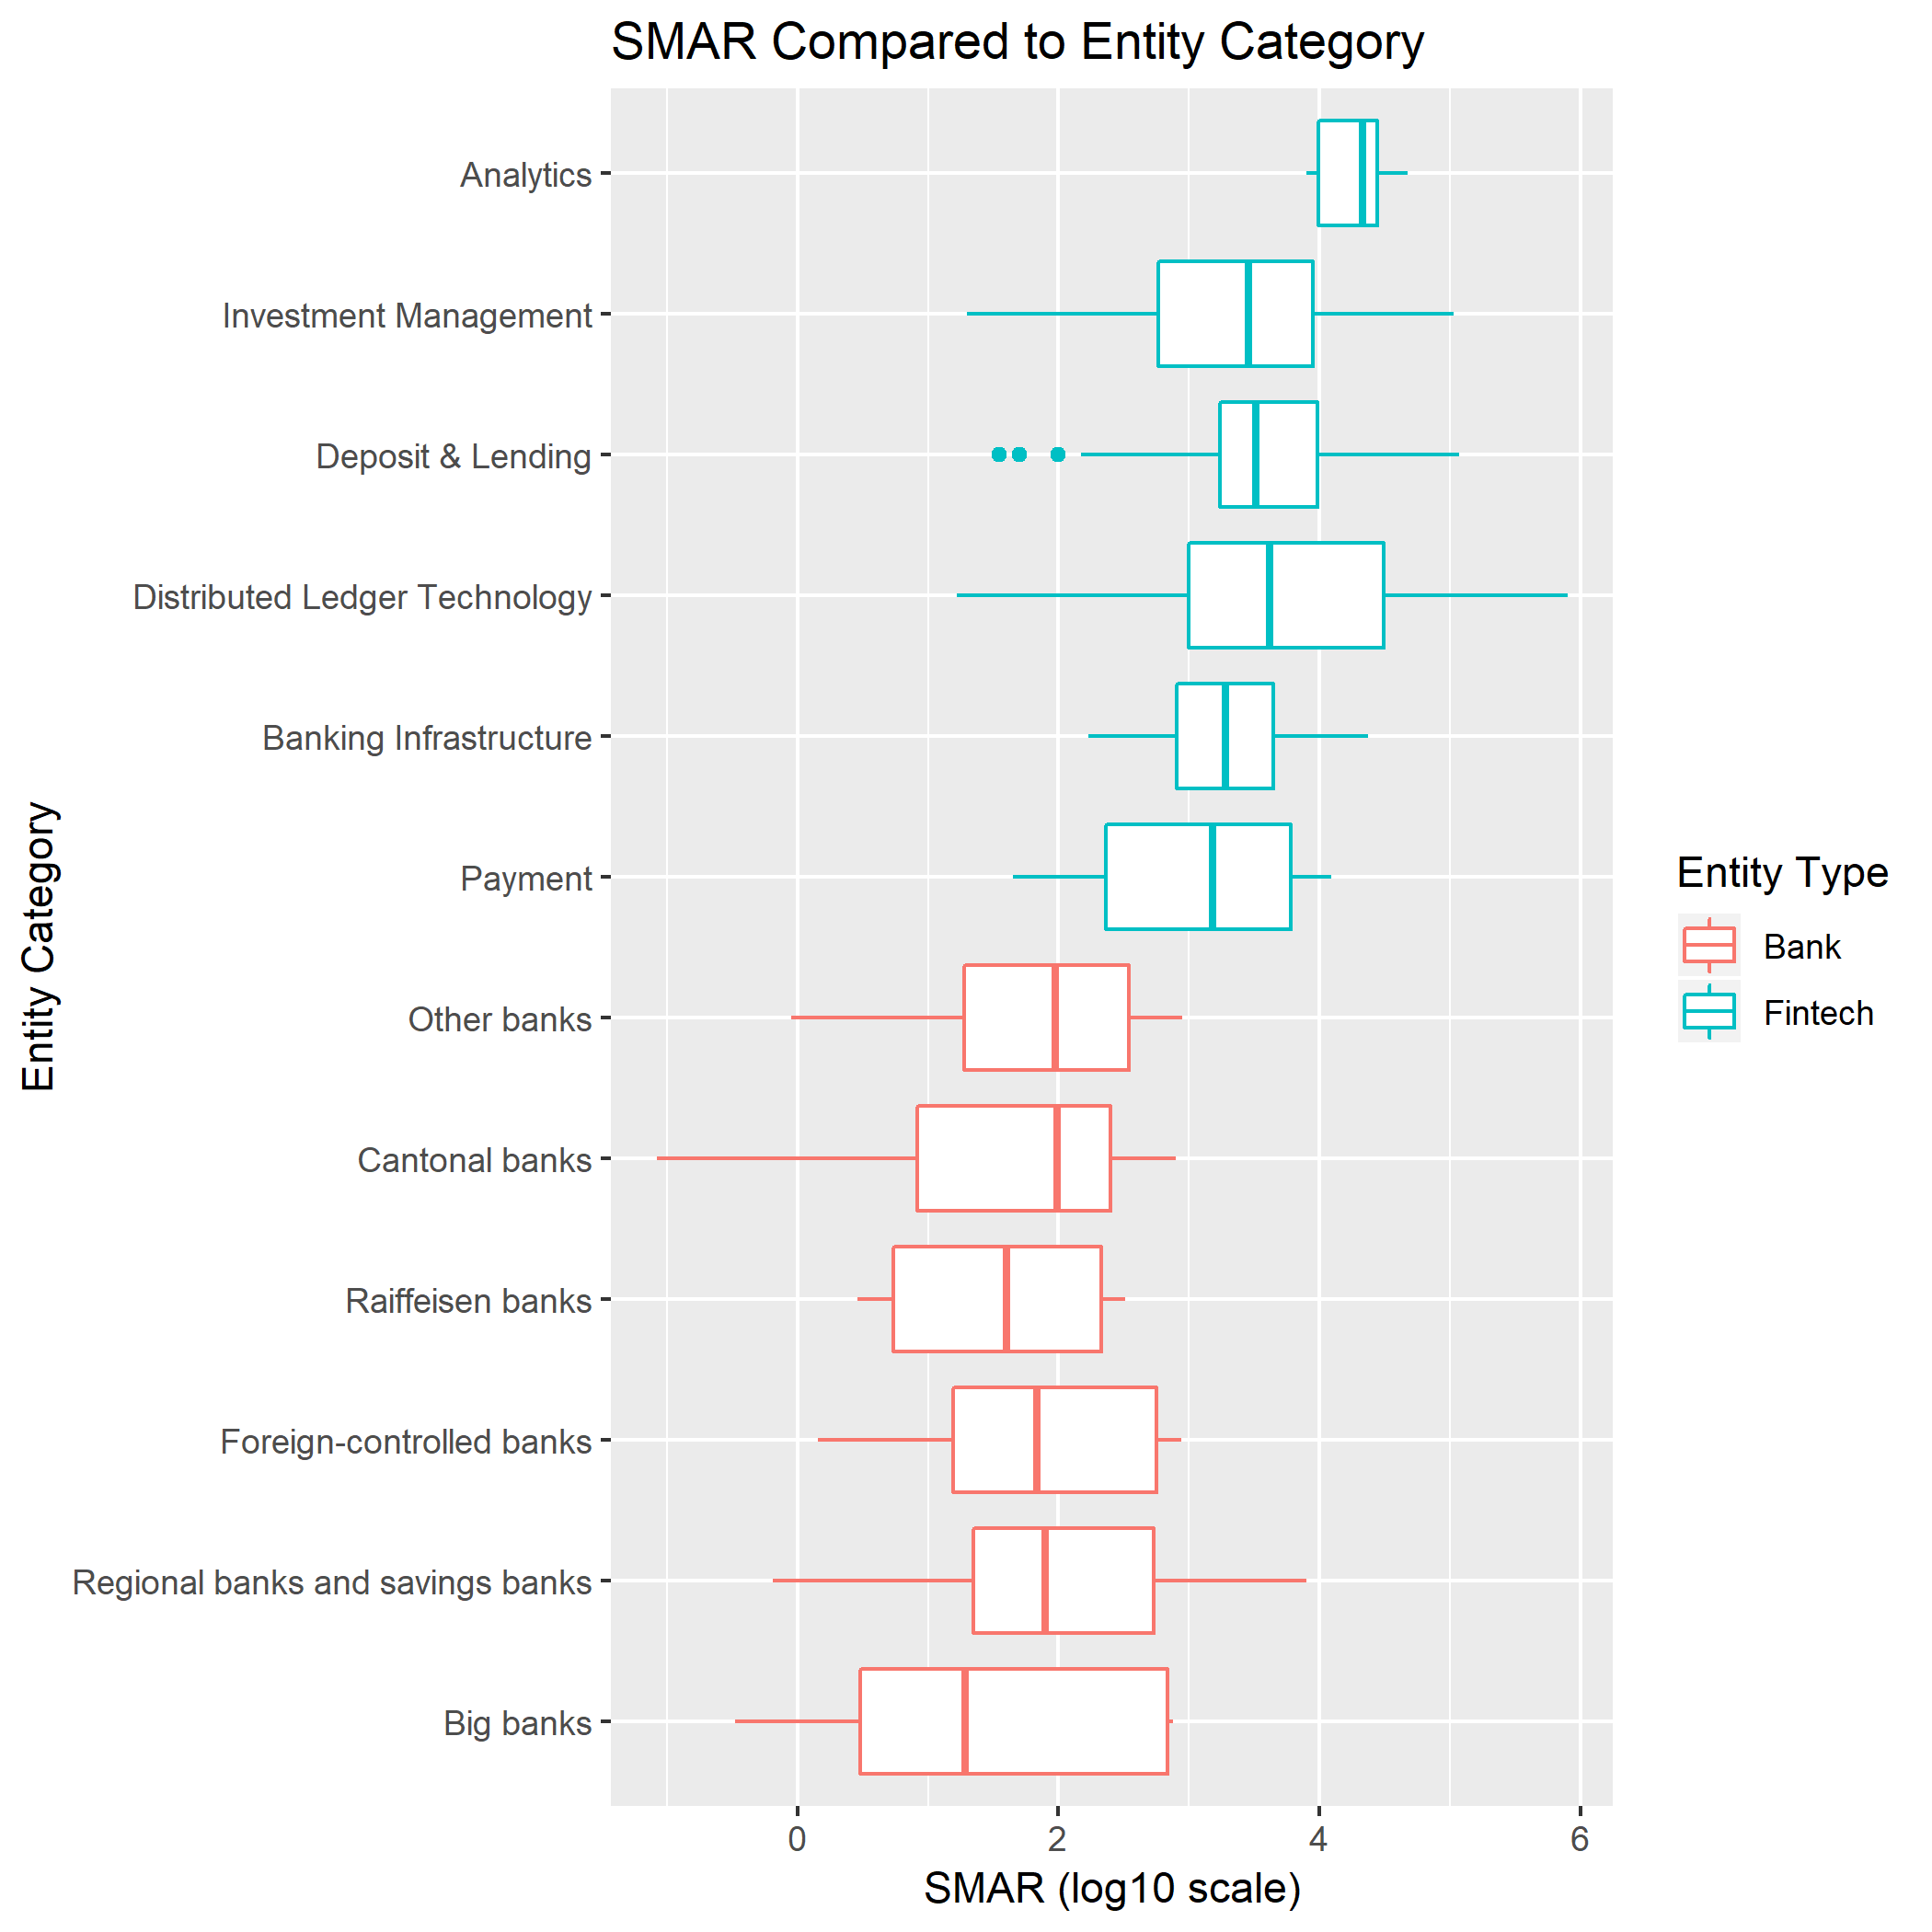 SMAR Compared to Entity Category
Entity Category
Analytics
Investment Management
Deposit & Lending
Distributed Ledger Technology
Banking Infrastructure
Payment
Other banks
Cantonal banks
Raiffeisen banks
Foreign-controlled banks
Regional banks and savings banks
Big banks
0 2 4 6
SMAR (log10 scale)
Entity Type
Bank
Fintech